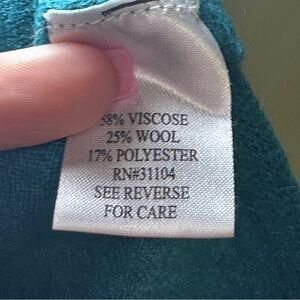 58% VISCOSE
25% WOOL
17% POLYESTER
RN#31104
SEE REVERSE
FOR CARE